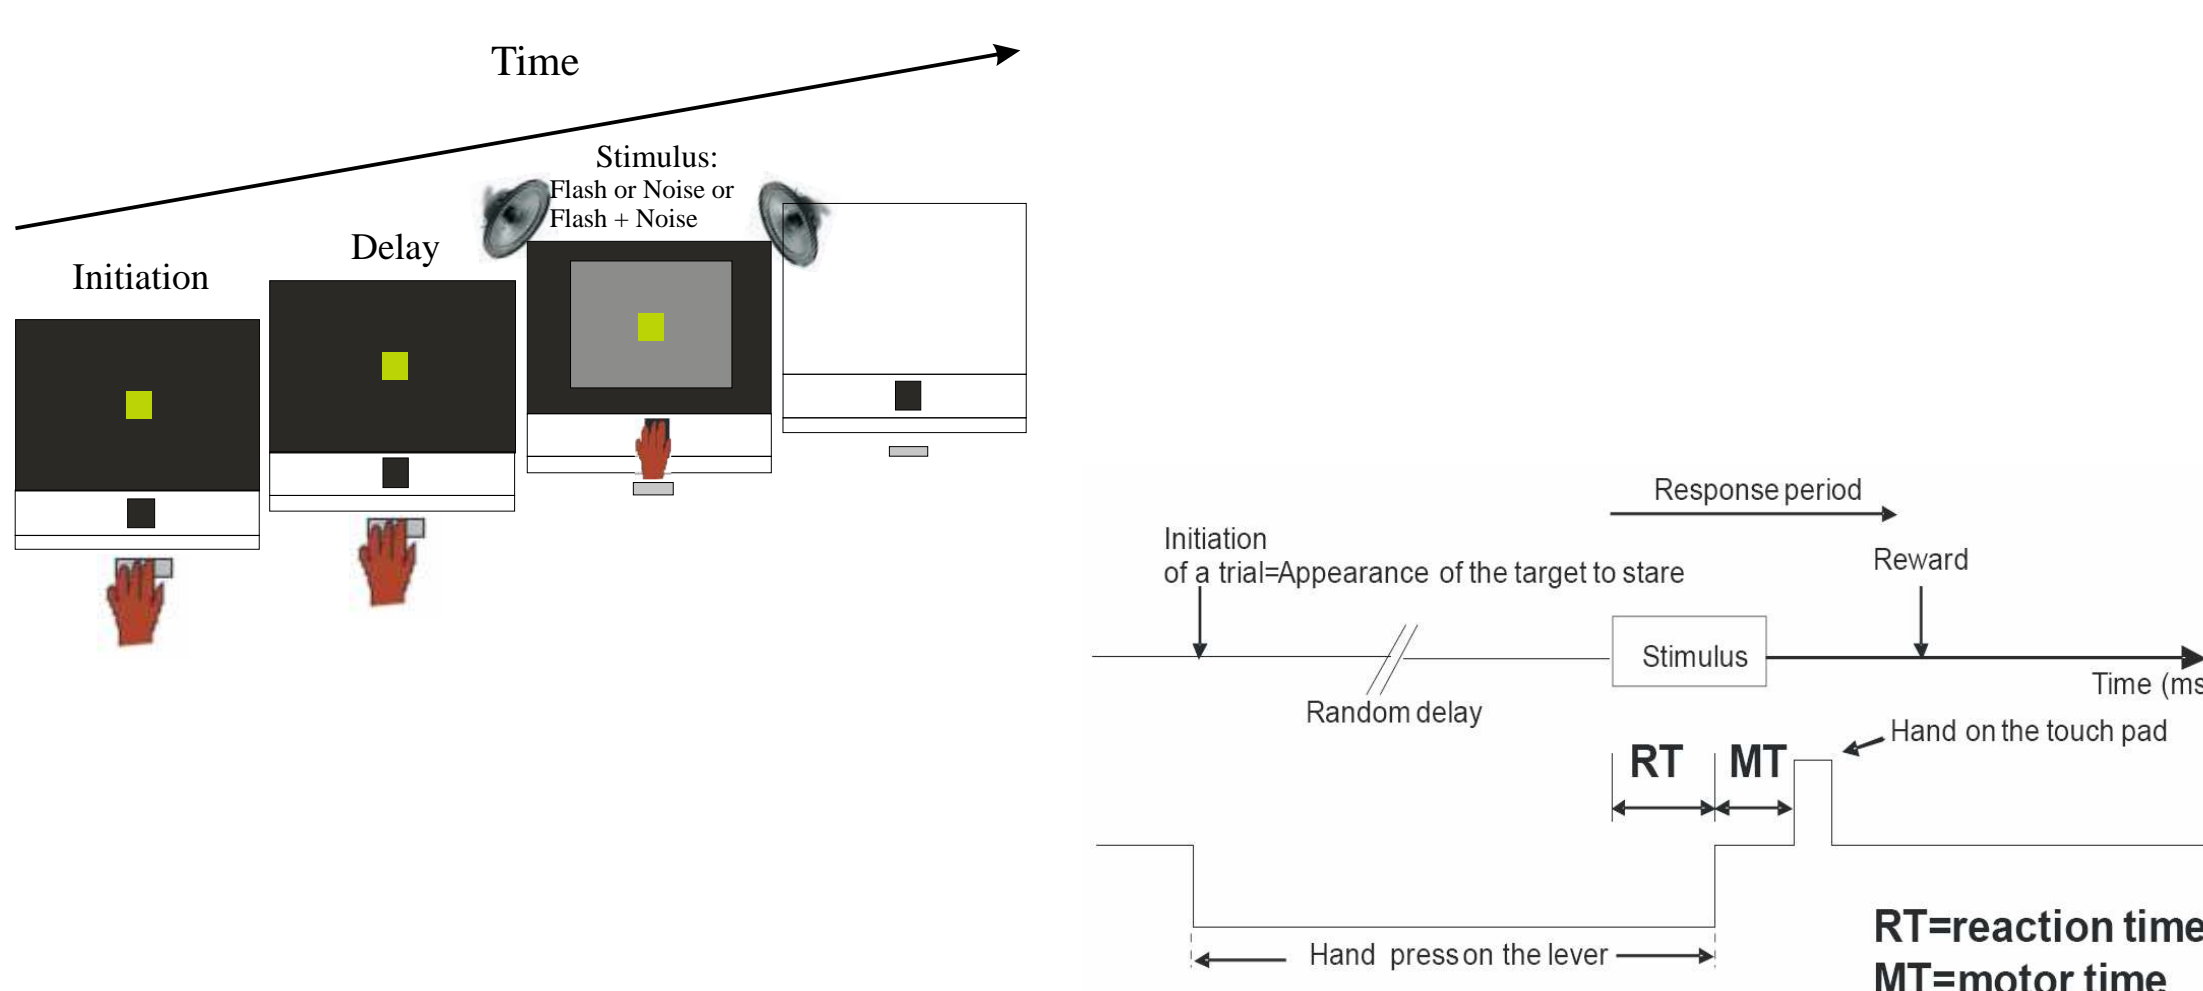 Time
Stimulus:
Flash or Noise or
Flash + Noise
Delay
Initiation
Response period
Initiation
of a trial=Appearance of the target to stare
Reward
Stimulus
Time (ms
Random delay
Hand on the touch pad
RT
MT
Hand press on the lever
RT=reaction time
MT=motor time